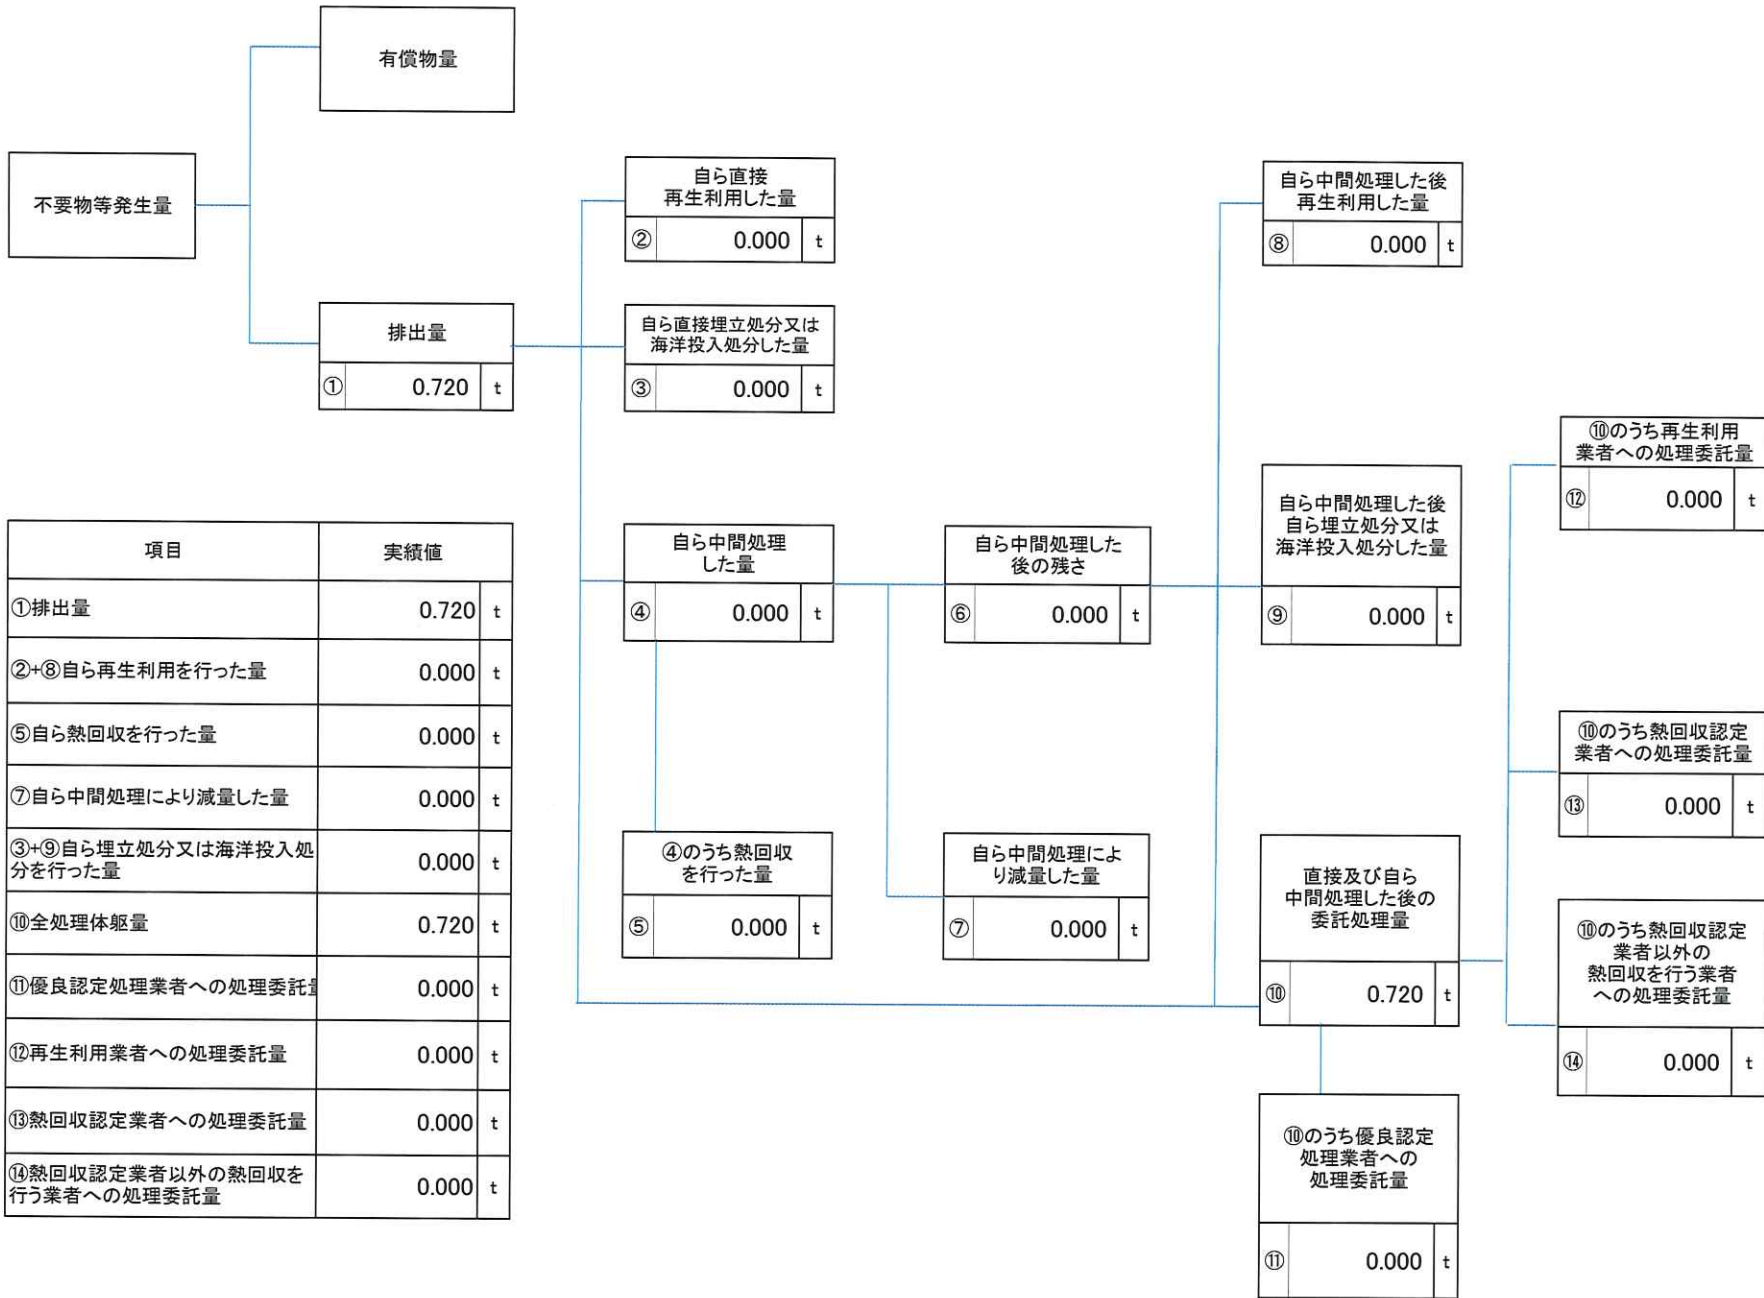 有償物量
不要物等発生量
排出量
① 0.720 t
自ら直接
再生利用した量
② 0.000 t
自ら直接埋立処分又は
海洋投入処分した量
③ 0.000 t
自ら中間処理
した量
④ 0.000 t
④のうち熱回収
を行った量
⑤ 0.000 t
自ら中間処理した
後の残さ
⑥ 0.000 t
自ら中間処理によ
り減量した量
⑦ 0.000 t
自ら中間処理した後
再生利用した量
⑧ 0.000 t
自ら中間処理した後
自ら埋立処分又は
海洋投入処分した量
⑨ 0.000 t
直接及び自ら
中間処理した後の
委託処理量
⑩ 0.720 t
⑩のうち優良認定
処理業者への
処理委託量
⑪ 0.000 t
⑩のうち再生利用
業者への処理委託量
⑫ 0.000 t
⑩のうち熱回収認定
業者への処理委託量
⑬ 0.000 t
⑩のうち熱回収認定
業者以外の
熱回収を行う業者
への処理委託量
⑭ 0.000 t
項目 実績値
①排出量 0.720 t
②+⑧自ら再生利用を行った量 0.000 t
⑤自ら熱回収を行った量 0.000 t
⑦自ら中間処理により減量した量 0.000 t
③+⑨自ら埋立処分又は海洋投入処
分を行った量 0.000 t
⑩全処理体躯量 0.720 t
⑪優良認定処理業者への処理委託 0.000 t
⑫再生利用業者への処理委託量 0.000 t
⑬熱回収認定業者への処理委託量 0.000 t
⑭熱回収認定業者以外の熱回収を
行う業者への処理委託量 0.000 t